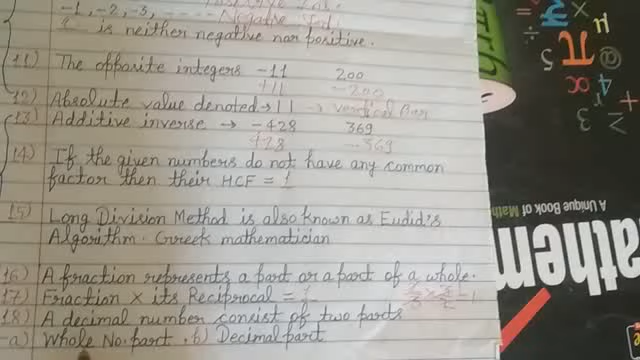 -1, -2, -3, ........ Negative Int.
is neither negative nor positive.
11) The opposite integers -11 200
+11 -200
12) Absolute value denoted → | | → vertical Bar
13) Additive inverse → -428 369
428 -369
14) If the given numbers do not have any common
factor then their HCF = 1
15) Long Division Method is also known as Euclid's
Algorithm. Greek mathematician
16) A fraction represents a part or a part of a whole.
17) Fraction × its Reciprocal = 1
18) A decimal number consist of two parts
a) Whole No. part . b) Decimal part
A Unique Book of Math
athem